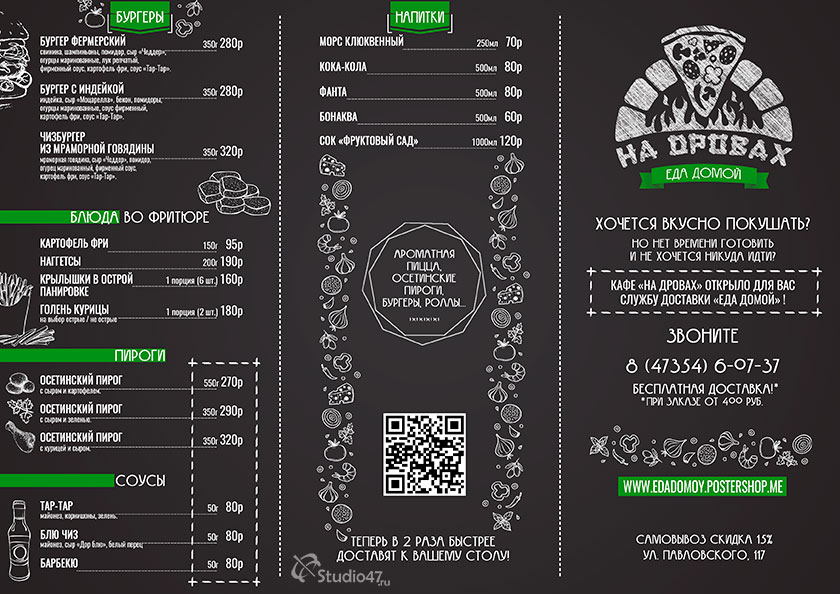 БУРГЕРЫ
БУРГЕР ФЕРМЕРСКИЙ 350г 280р
свинина, шампиньоны, помидор, сыр «Чеддер»,
огурцы маринованные, лук репчатый,
фирменный соус, картофель фри, соус «Тар-Тар».
БУРГЕР С ИНДЕЙКОЙ 350г 280р
индейка, сыр «Моцарелла», бекон, помидоры,
огурцы маринованные, соус фирменный,
картофель фри, соус «Тар-Тар».
ЧИЗБУРГЕР
ИЗ МРАМОРНОЙ ГОВЯДИНЫ 350г 320р
мраморная говядина, сыр «Чеддер», помидор,
огурец маринованный, фирменный соус,
картофель фри, соус «Тар-Тар».
БЛЮДА ВО ФРИТЮРЕ
КАРТОФЕЛЬ ФРИ 150г 95р
НАГГЕТСЫ 200г 190р
КРЫЛЫШКИ В ОСТРОЙ 1 порция (6 шт.) 160р
ПАНИРОВКЕ
ГОЛЕНЬ КУРИЦЫ 1 порция (2 шт.) 180р
на выбор острые / не острые
ПИРОГИ
ОСЕТИНСКИЙ ПИРОГ 550г 270р
с сыром и картофелем.
ОСЕТИНСКИЙ ПИРОГ 350г 290р
с сыром и зеленью.
ОСЕТИНСКИЙ ПИРОГ 350г 320р
с курицей и сыром.
СОУСЫ
ТАР-ТАР 50г 80р
майонез, корнишоны, зелень.
БЛЮ ЧИЗ 50г 80р
майонез, сыр «Дор Блю», белый перец
БАРБЕКЮ 50г 80р
НАПИТКИ
МОРС КЛЮКВЕННЫЙ 250мл 70р
КОКА-КОЛА 500мл 80р
ФАНТА 500мл 80р
БОНАКВА 500мл 60р
СОК «ФРУКТОВЫЙ САД» 1000мл 120р
АРОМАТНАЯ
ПИЦЦА,
ОСЕТИНСКИЕ
ПИРОГИ,
БУРГЕРЫ, РОЛЛЫ...
ТЕПЕРЬ В 2 РАЗА БЫСТРЕЕ
ДОСТАВЯТ К ВАШЕМУ СТОЛУ!
Studio47.ru
НА ДРОВАХ
ЕДА ДОМОЙ
ХОЧЕТСЯ ВКУСНО ПОКУШАТЬ?
НО НЕТ ВРЕМЕНИ ГОТОВИТЬ
И НЕ ХОЧЕТСЯ НИКУДА ИДТИ?
КАФЕ «НА ДРОВАХ» ОТКРЫЛО ДЛЯ ВАС
СЛУЖБУ ДОСТАВКИ «ЕДА ДОМОЙ» !
ЗВОНИТЕ
8 (47354) 6-07-37
БЕСПЛАТНАЯ ДОСТАВКА!*
*ПРИ ЗАКАЗЕ ОТ 400 РУБ.
WWW.EDADOMOY.POSTERSHOP.ME
САМОВЫВОЗ СКИДКА 15%
УЛ. ПАВЛОВСКОГО, 117